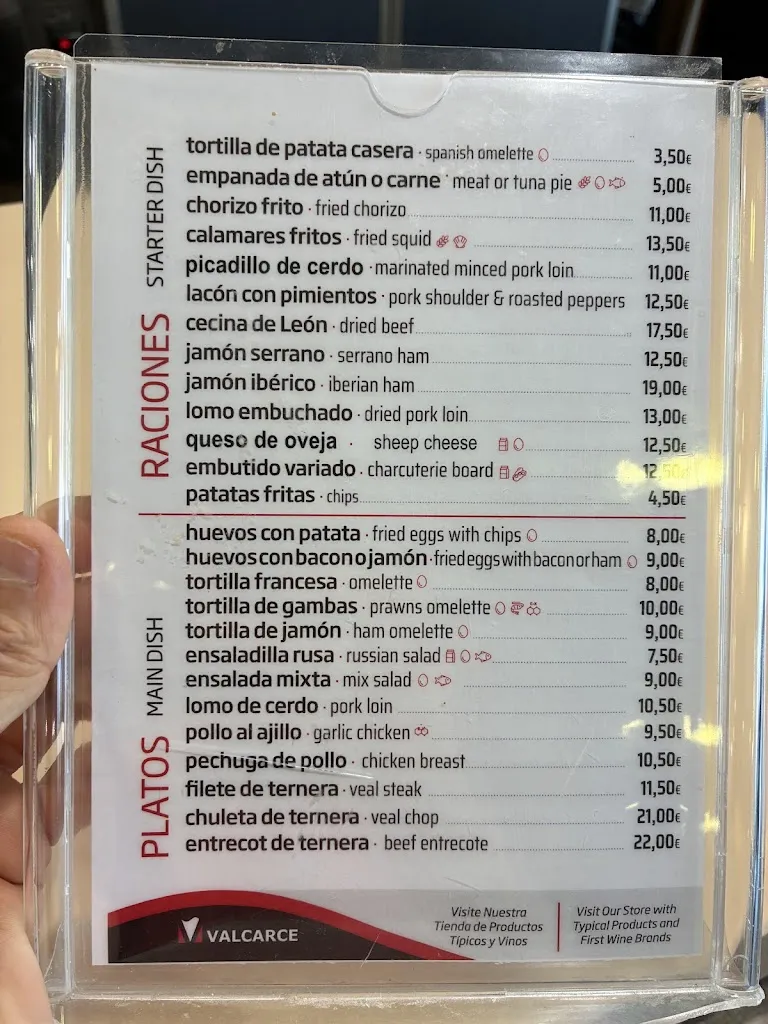 RACIONES STARTER DISH
tortilla de patata casera · spanish omelette 3,50€
empanada de atún o carne · meat or tuna pie 5,00€
chorizo frito · fried chorizo 11,00€
calamares fritos · fried squid 13,50€
picadillo de cerdo · marinated minced pork loin 11,00€
lacón con pimientos · pork shoulder & roasted peppers 12,50€
cecina de León · dried beef 17,50€
jamón serrano · serrano ham 12,50€
jamón ibérico · iberian ham 19,00€
lomo embuchado · dried pork loin 13,00€
queso de oveja · sheep cheese 12,50€
embutido variado · charcuterie board 12,50€
patatas fritas · chips 4,50€
PLATOS MAIN DISH
huevos con patata · fried eggs with chips 8,00€
huevos con bacon o jamón · fried eggs with bacon or ham 9,00€
tortilla francesa · omelette 8,00€
tortilla de gambas · prawns omelette 10,00€
tortilla de jamón · ham omelette 9,00€
ensaladilla rusa · russian salad 7,50€
ensalada mixta · mix salad 9,00€
lomo de cerdo · pork loin 10,50€
pollo al ajillo · garlic chicken 9,50€
pechuga de pollo · chicken breast 10,50€
filete de ternera · veal steak 11,50€
chuleta de ternera · veal chop 21,00€
entrecot de ternera · beef entrecote 22,00€
VALCARCE
Visite Nuestra
Tienda de Productos
Típicos y Vinos
Visit Our Store with
Typical Products and
First Wine Brands